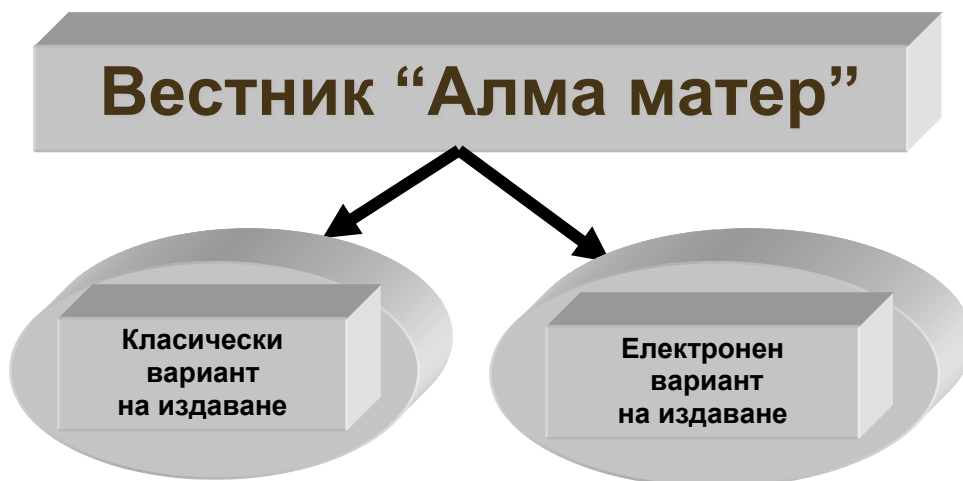 Вестник “Алма матер”
Класически
вариант
на издаване
Електронен
вариант
на издаване